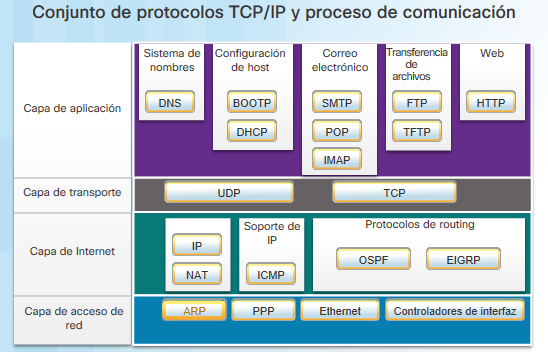 Conjunto de protocolos TCP/IP y proceso de comunicación
Capa de aplicación
Sistema de
nombres
DNS
Configuración
de host
BOOTP
DHCP
Correo
electrónico
SMTP
POP
IMAP
Transferencia
de
archivos
FTP
TFTP
Web
HTTP
Capa de transporte
UDP
TCP
Capa de Internet
IP
NAT
Soporte de
IP
ICMP
Protocolos de routing
OSPF
EIGRP
Capa de acceso de
red
ARP
PPP
Ethernet
Controladores de interfaz